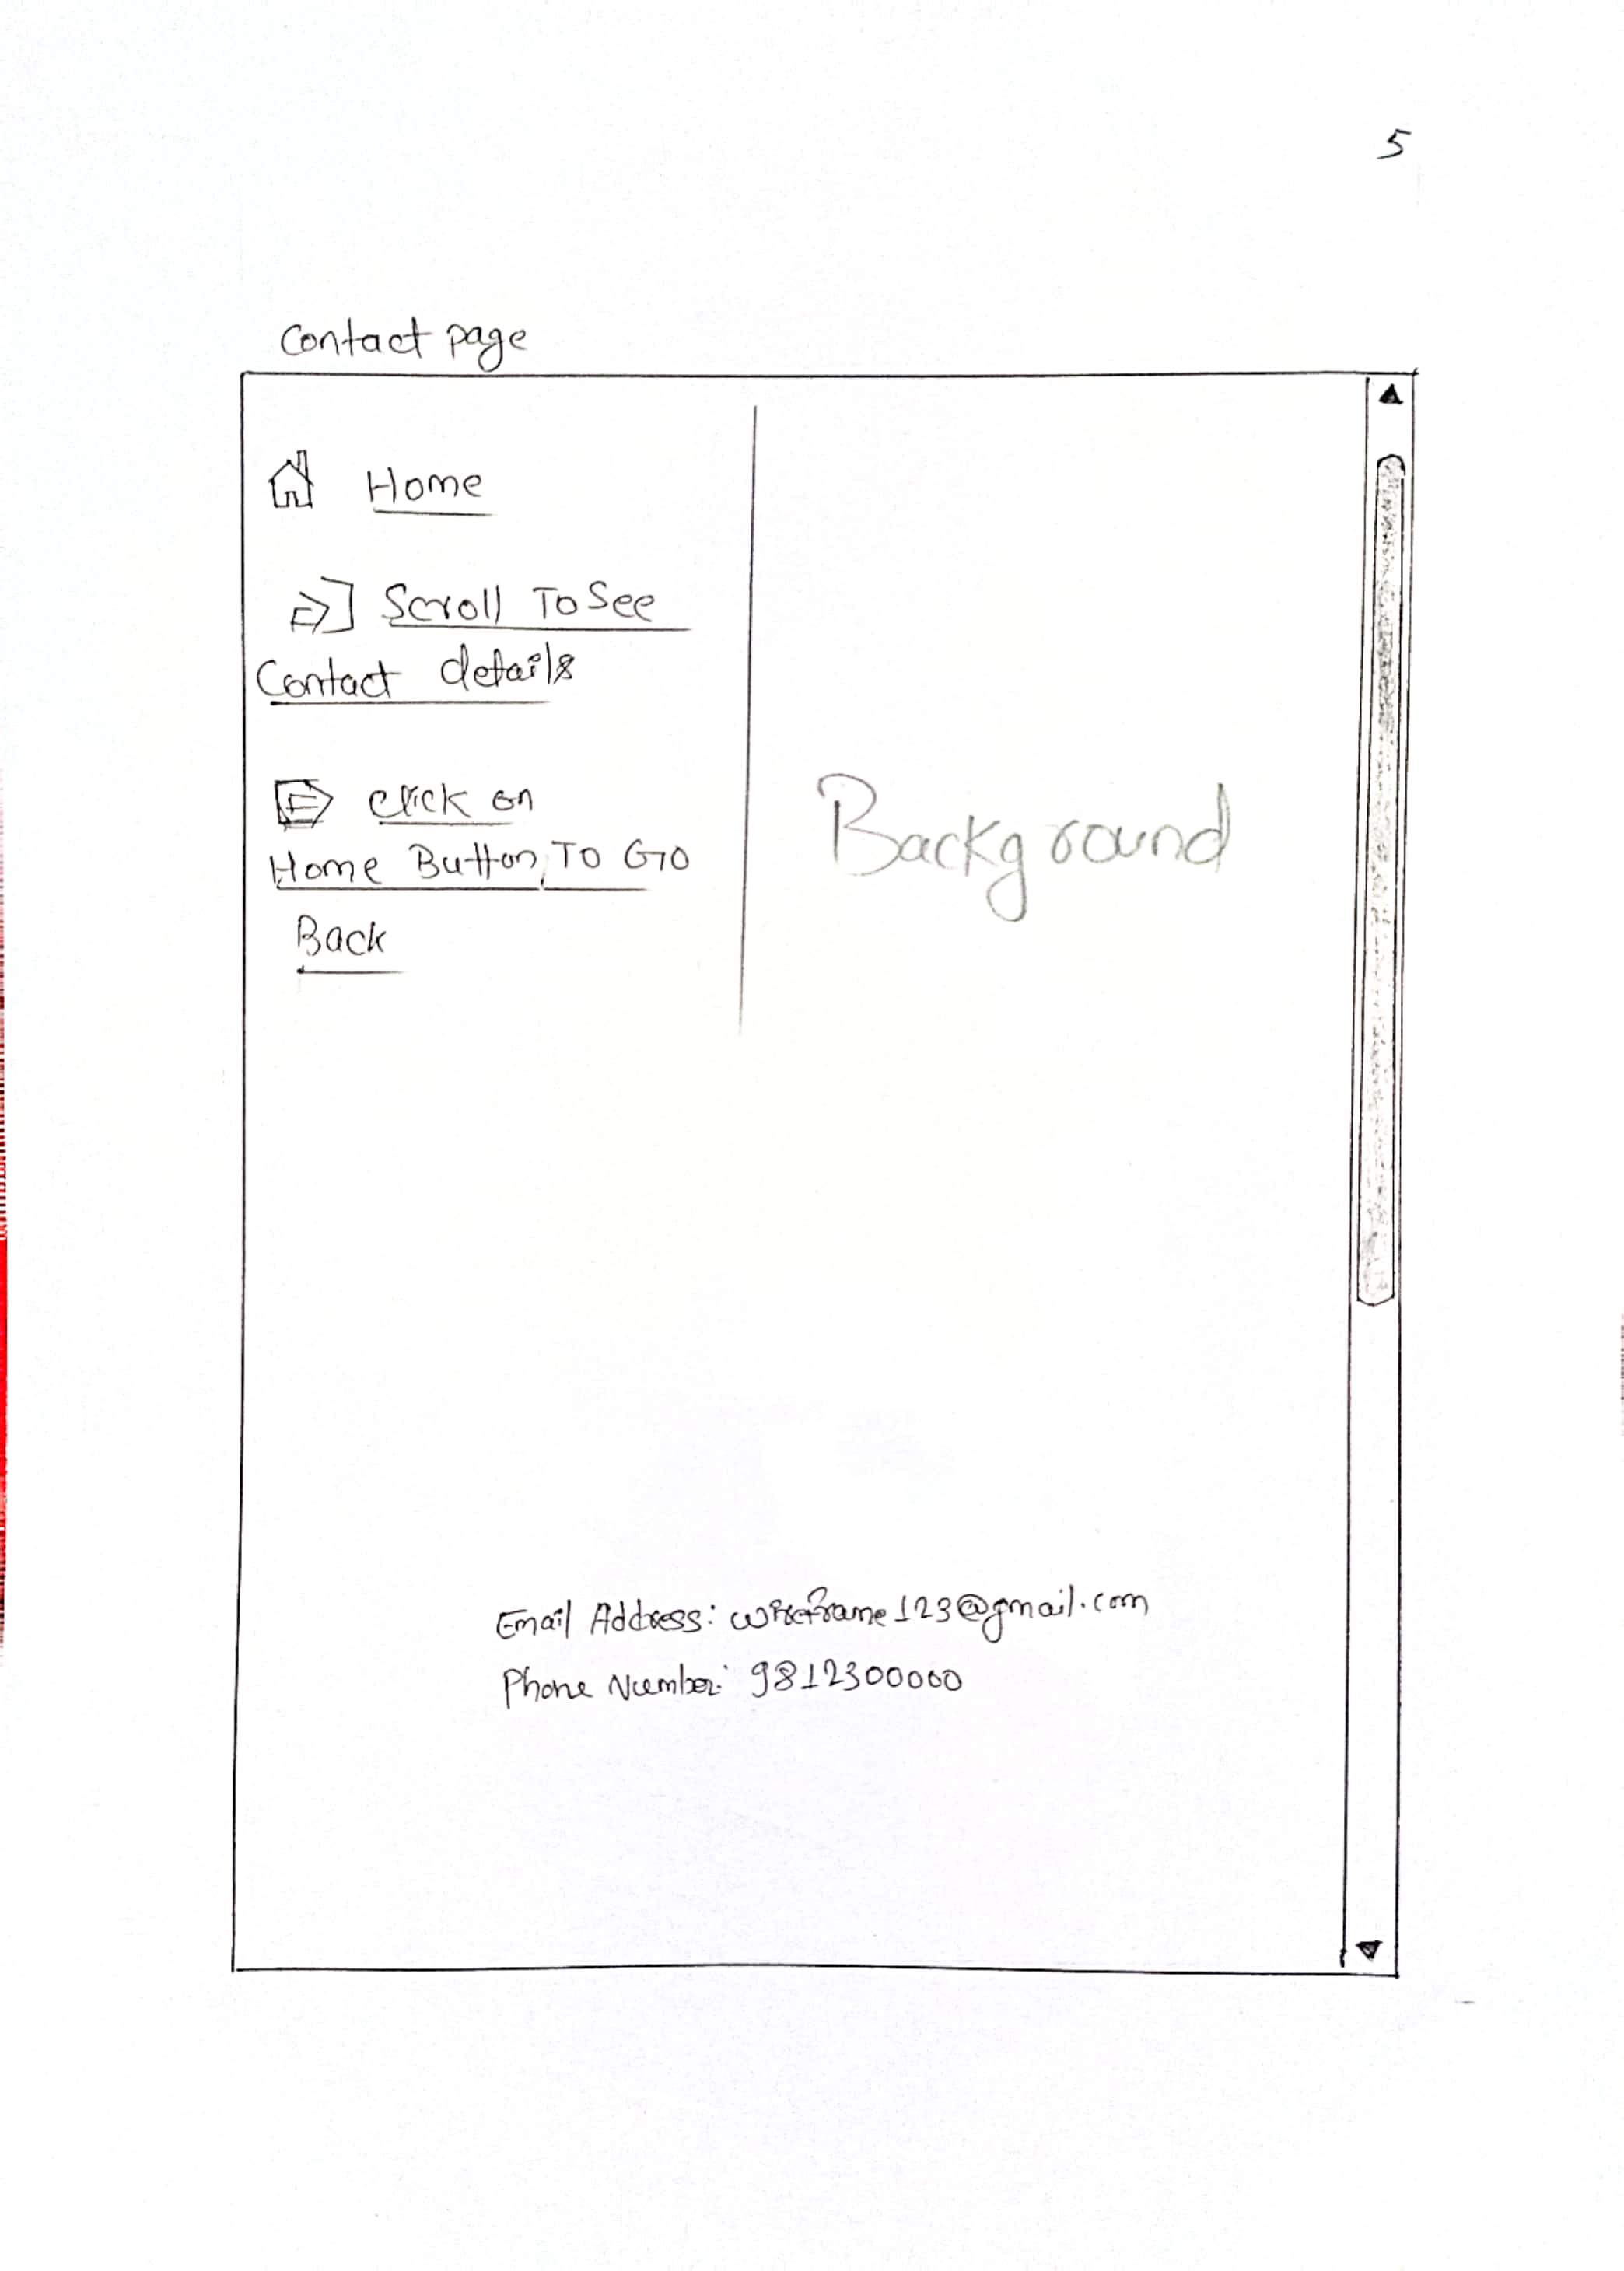 5
Contact page
Home
Scroll To See
Contact details
Click on
Home Button To Go
Back
Background
Email Address: wireframe123@gmail.com
Phone Number: 9812300000